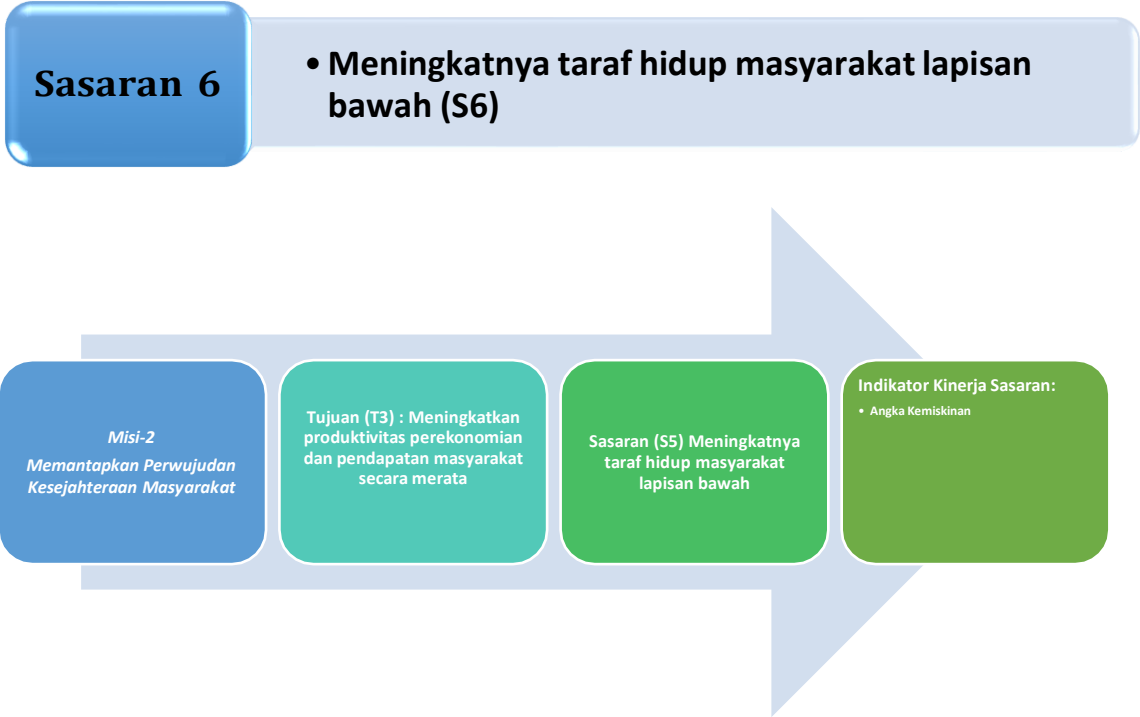 Sasaran 6
• Meningkatnya taraf hidup masyarakat lapisan
bawah (S6)
Misi-2
Memantapkan Perwujudan
Kesejahteraan Masyarakat
Tujuan (T3) : Meningkatkan
produktivitas perekonomian
dan pendapatan masyarakat
secara merata
Sasaran (S5) Meningkatnya
taraf hidup masyarakat
lapisan bawah
Indikator Kinerja Sasaran:
• Angka Kemiskinan